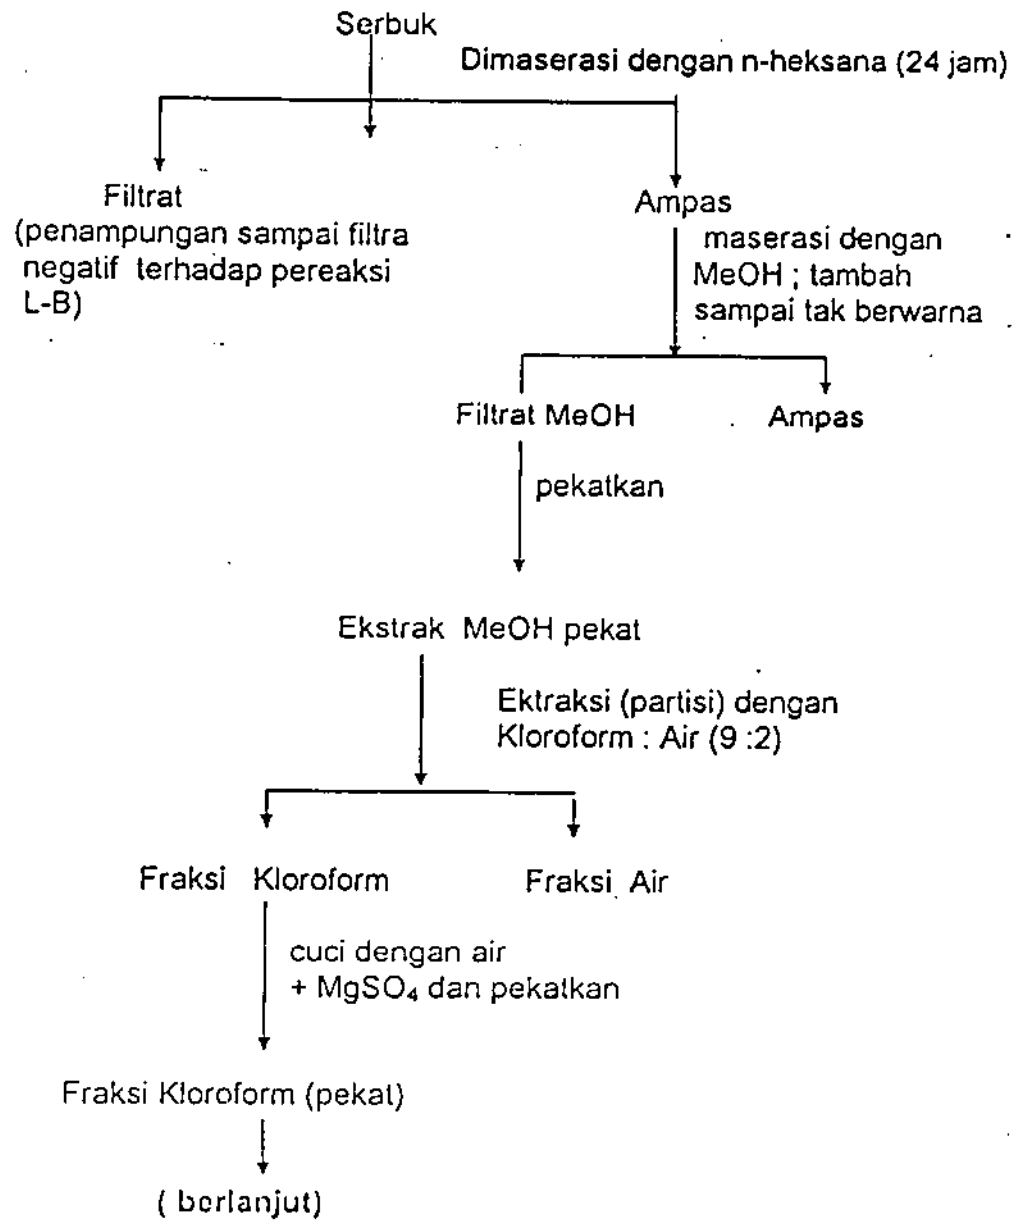 Serbuk
Dimaserasi dengan n-heksana (24 jam)
Filtrat
(penampungan sampai filtra
negatif terhadap pereaksi
L-B)
Ampas
maserasi dengan
MeOH ; tambah
sampai tak berwarna
Filtrat MeOH
Ampas
pekatkan
Ekstrak MeOH pekat
Ektraksi (partisi) dengan
Kloroform : Air (9 :2)
Fraksi Kloroform
Fraksi Air
cuci dengan air
+ MgSO₄ dan pekatkan
Fraksi Kloroform (pekat)
( berlanjut)